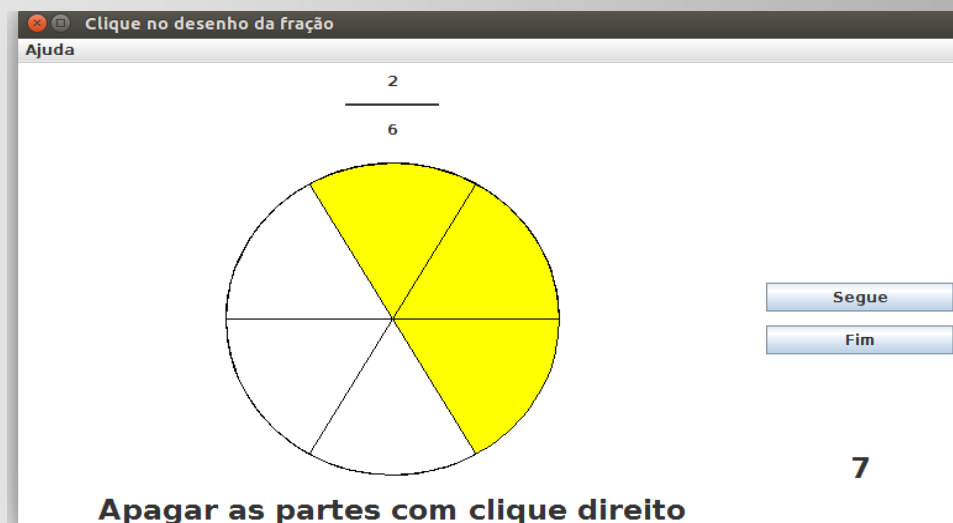 Clique no desenho da fração
Ajuda
2
6
Segue
Fim
7
Apagar as partes com clique direito